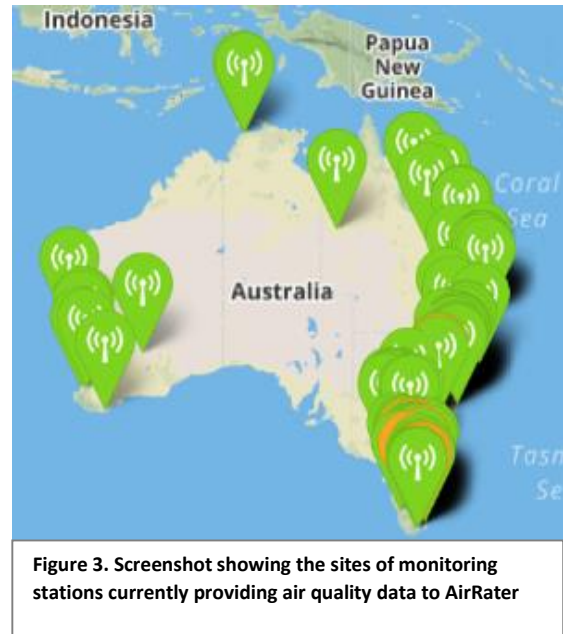 Indonesia
Papua
New
Guinea
Coral
Sea
Australia
Tasm
Se
Figure 3. Screenshot showing the sites of monitoring
stations currently providing air quality data to AirRater